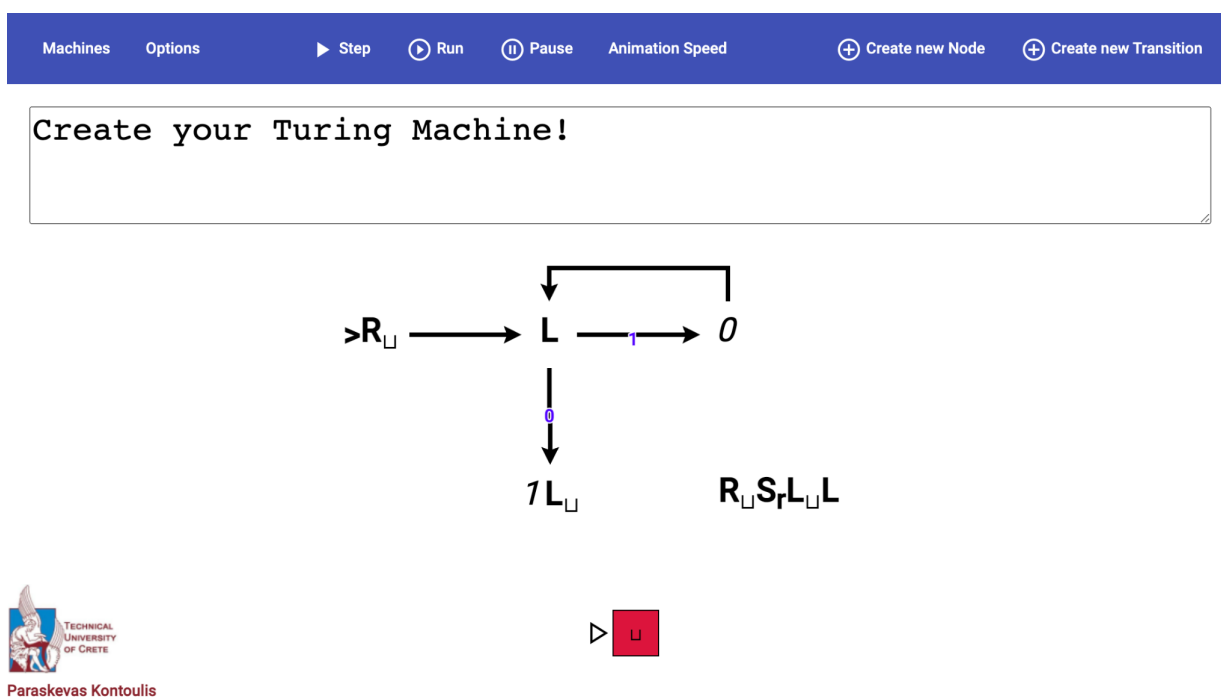 Machines Options Step Run Pause Animation Speed Create new Node Create new Transition
Create your Turing Machine!
>R⊔ L 1 0
0
1L⊔ R⊔SrL⊔L
⊔
TECHNICAL
UNIVERSITY
OF CRETE
Paraskevas Kontoulis